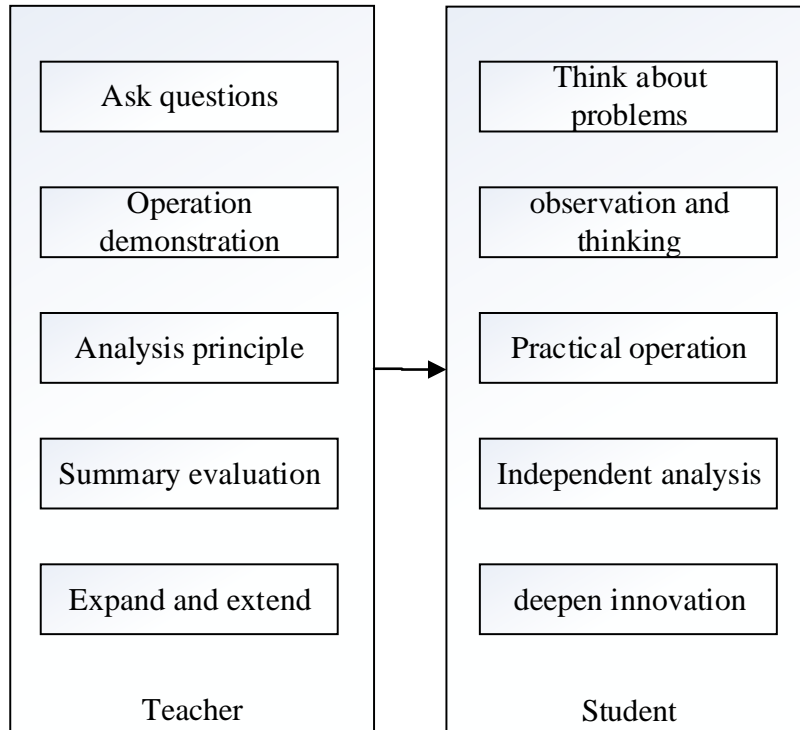 Ask questions
Operation
demonstration
Analysis principle
Summary evaluation
Expand and extend
Teacher
Think about
problems
observation and
thinking
Practical operation
Independent analysis
deepen innovation
Student